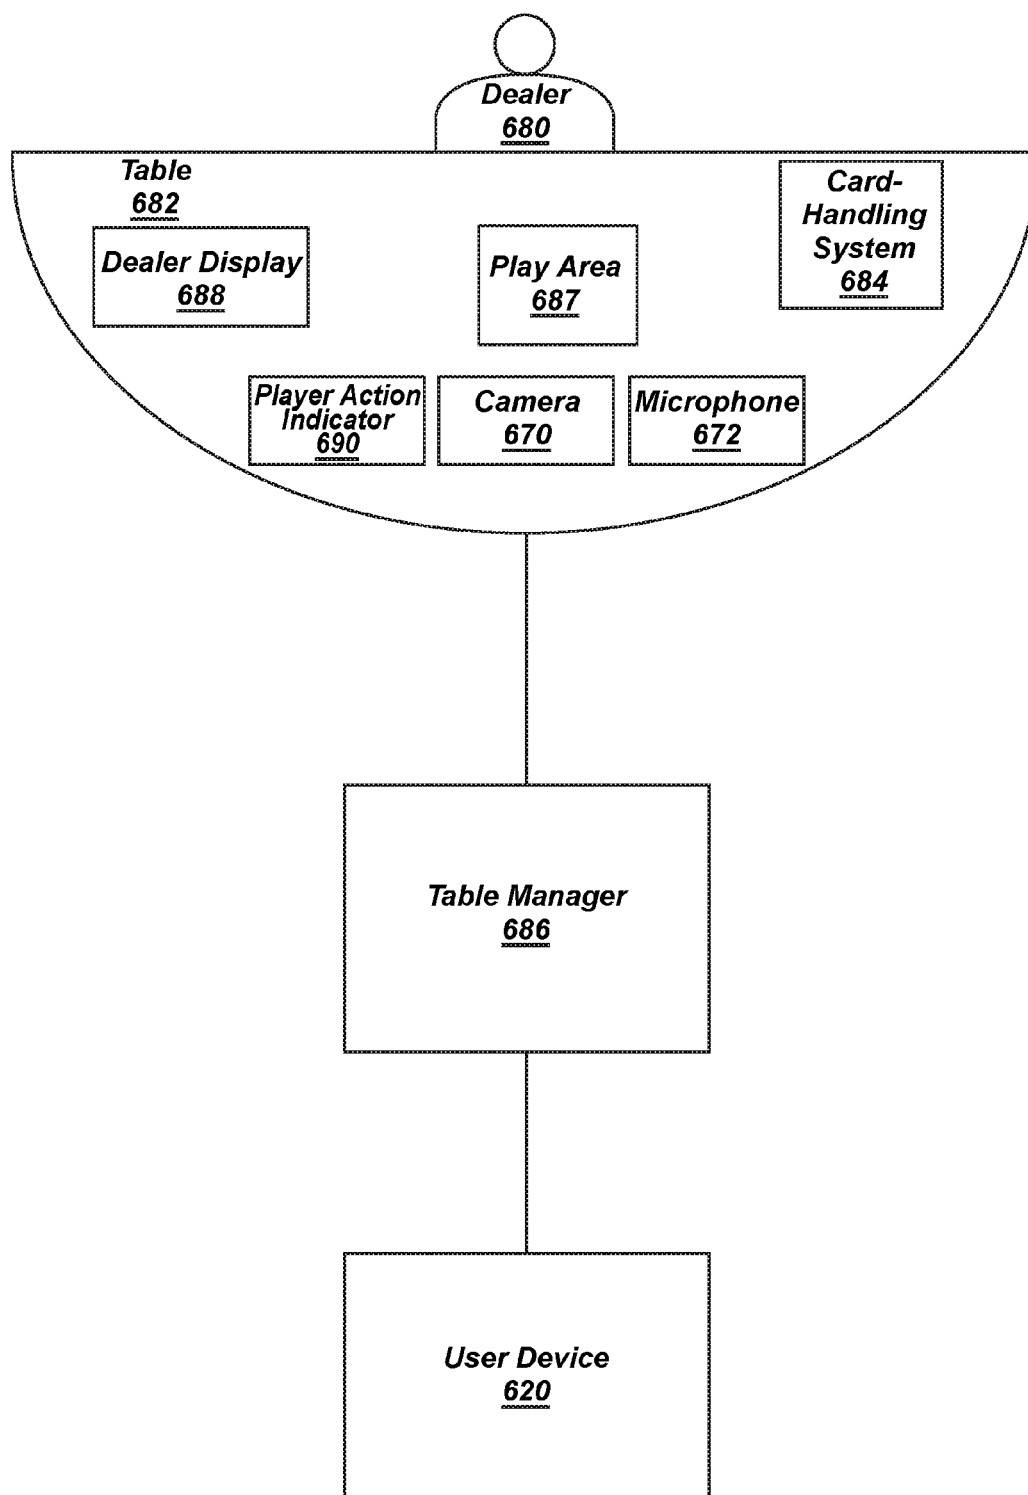 Dealer
680
Table
682
Card-
Handling
System
684
Dealer Display
688
Play Area
687
Player Action
Indicator
690
Camera
670
Microphone
672
Table Manager
686
User Device
620